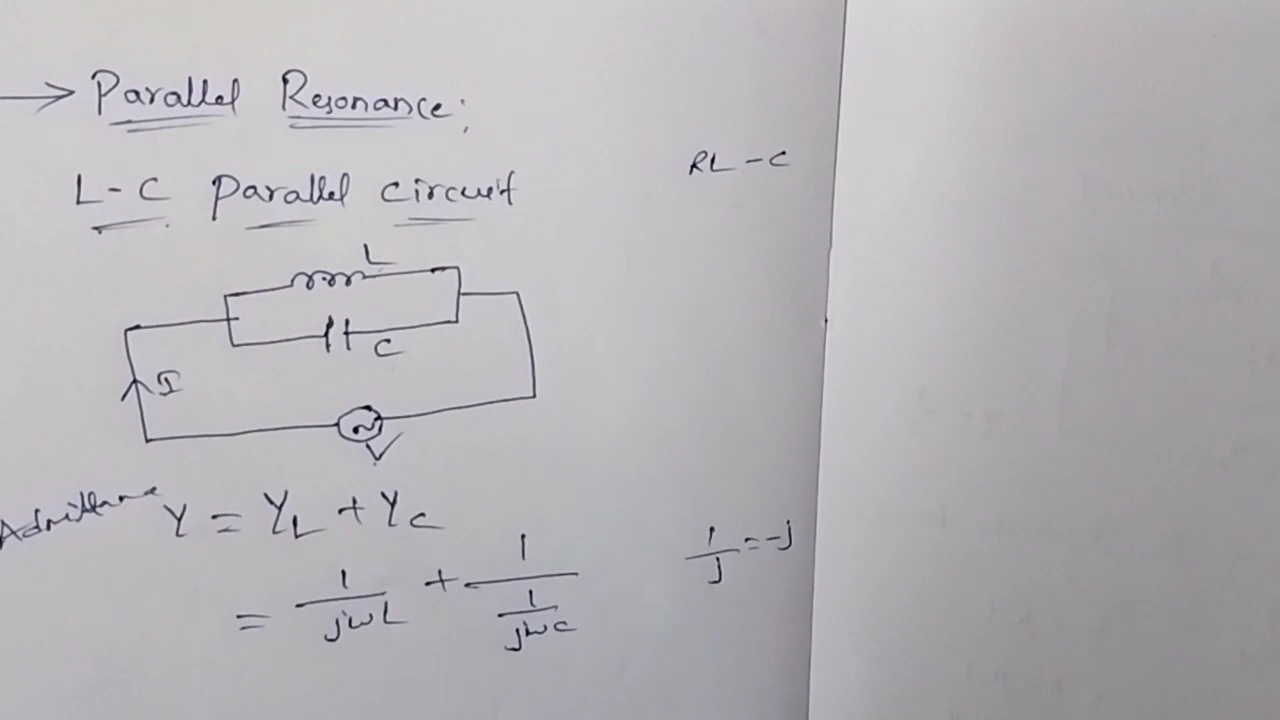 → Parallel Resonance:
RL - C
L - C parallel circuit
L
C
I
V
Admittance Y = Y_L + Y_C
= 1/(jωL) + 1/(1/(jωc))
1/j = -j